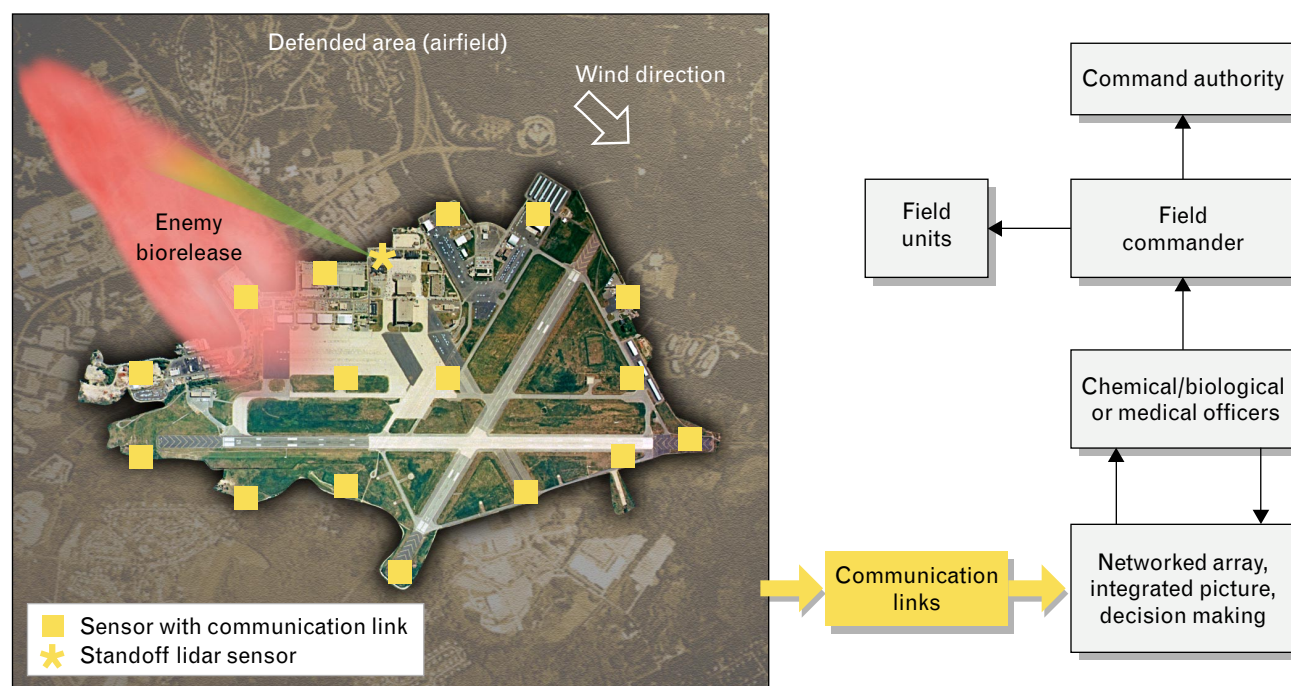 Defended area (airfield)
Wind direction
Enemy
biorelease
Sensor with communication link
Standoff lidar sensor
Command authority
Field
units
Field
commander
Chemical/biological
or medical officers
Communication
links
Networked array,
integrated picture,
decision making